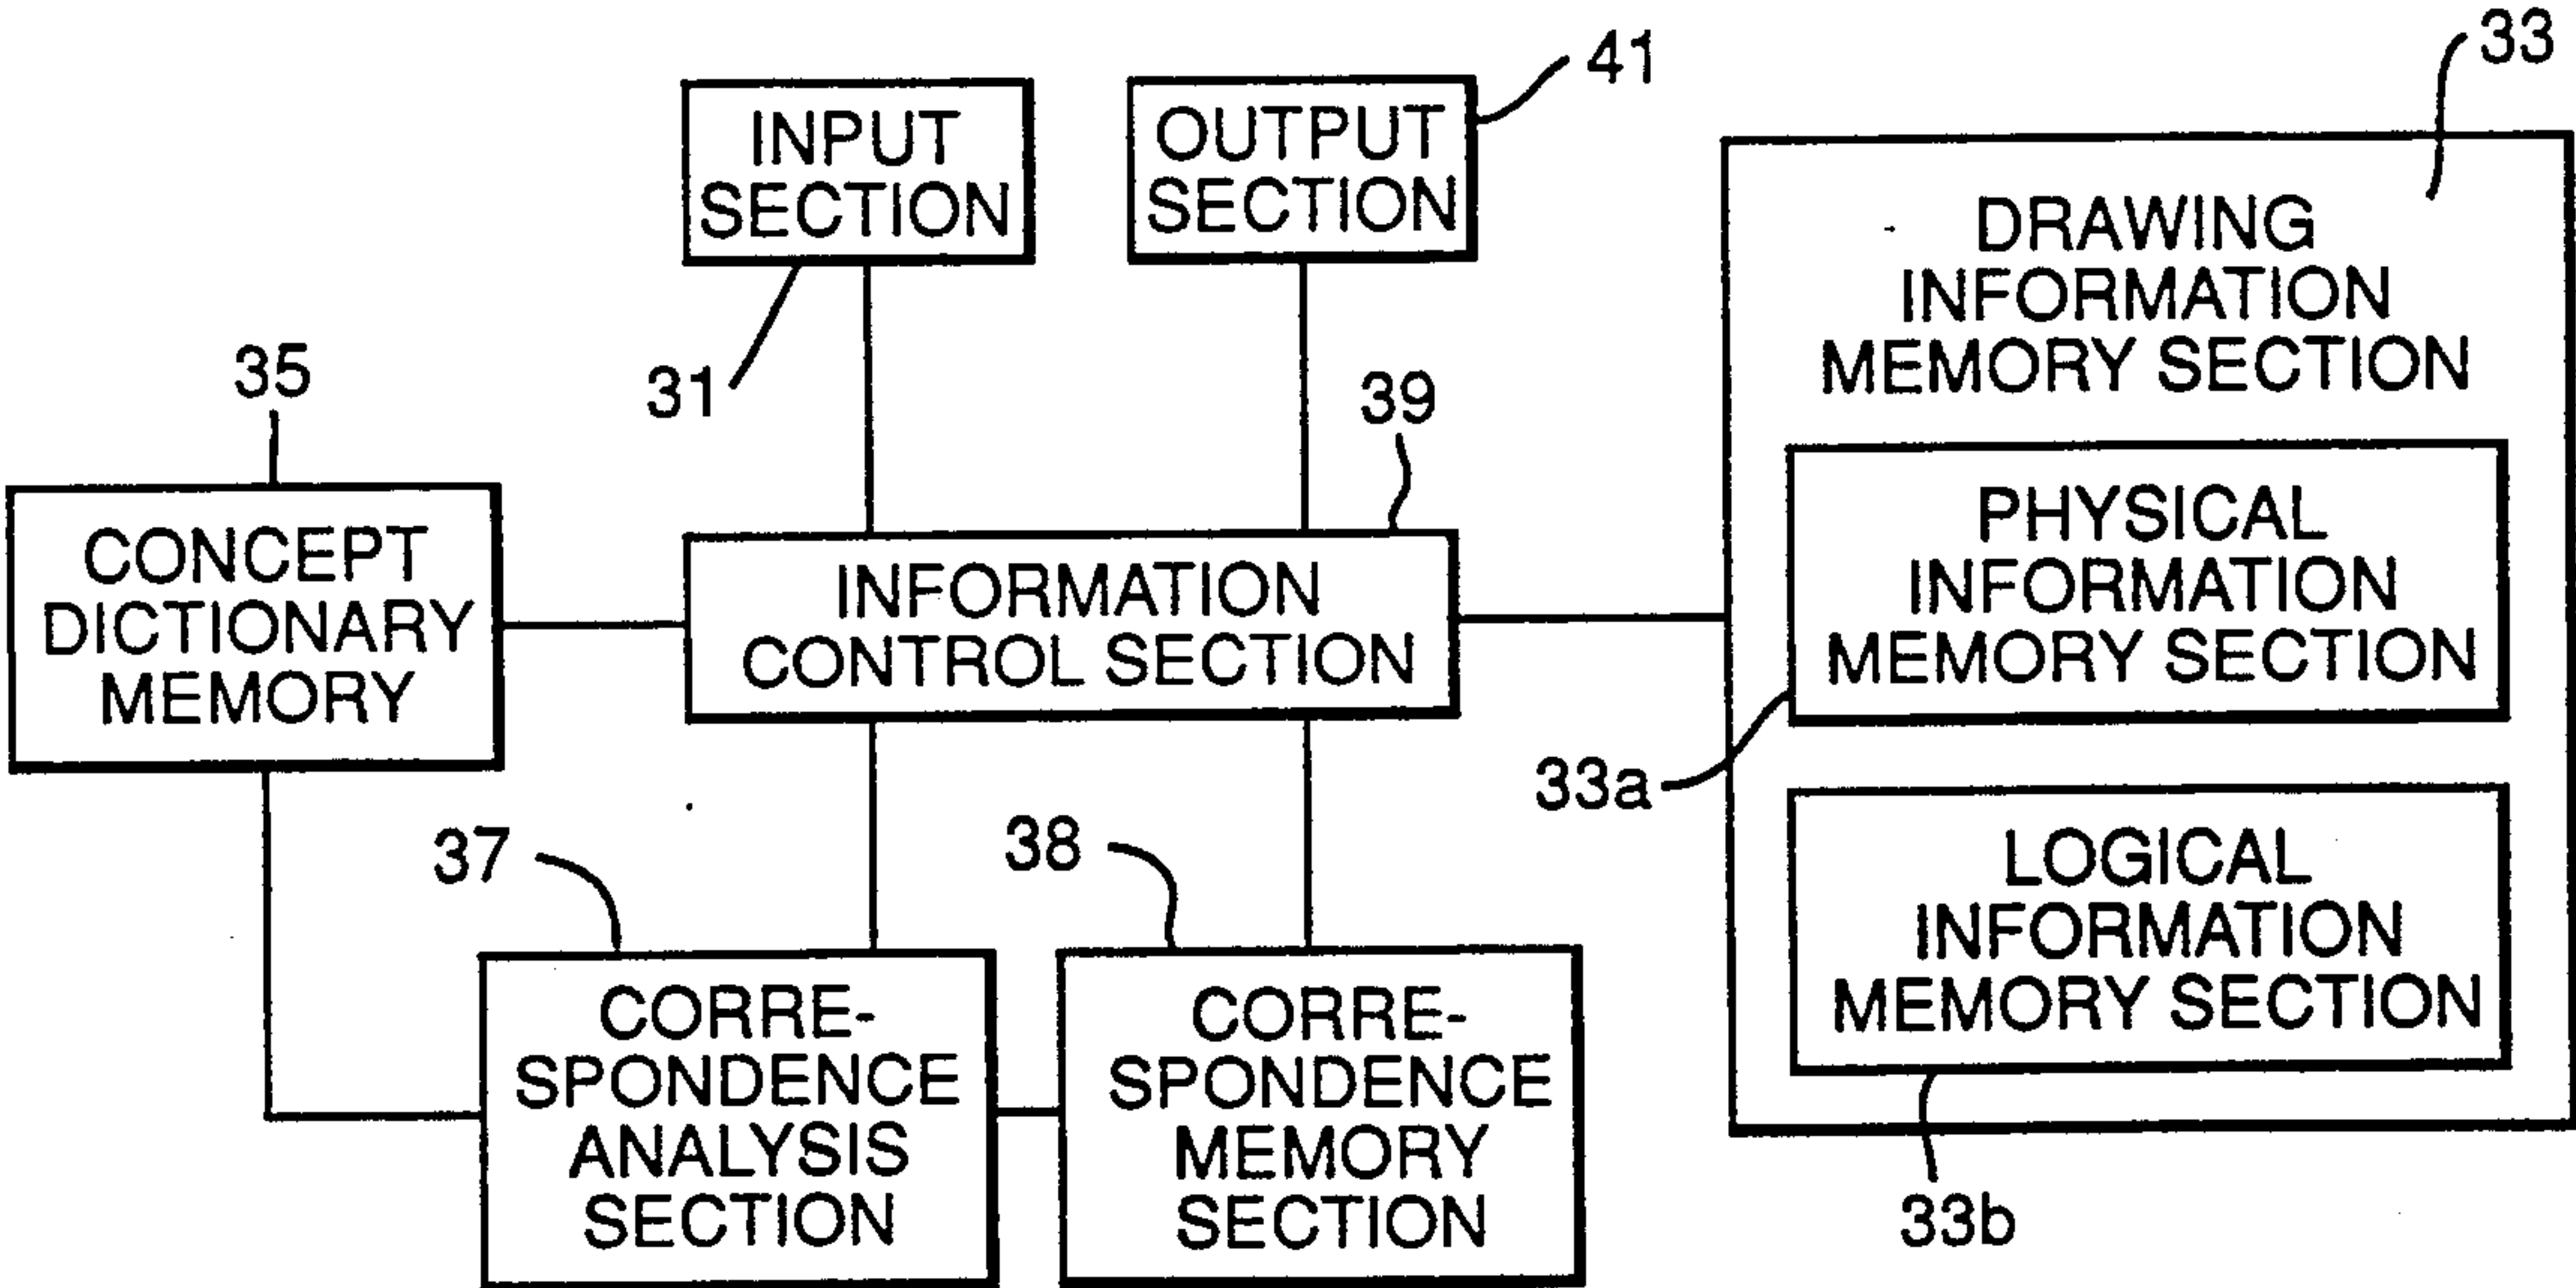 33
41
INPUT
SECTION
OUTPUT
SECTION
31
DRAWING
INFORMATION
MEMORY SECTION
35
39
CONCEPT
DICTIONARY
MEMORY
INFORMATION
CONTROL SECTION
PHYSICAL
INFORMATION
MEMORY SECTION
33a
37
38
LOGICAL
INFORMATION
MEMORY SECTION
33b
CORRE-
SPONDENCE
ANALYSIS
SECTION
CORRE-
SPONDENCE
MEMORY
SECTION